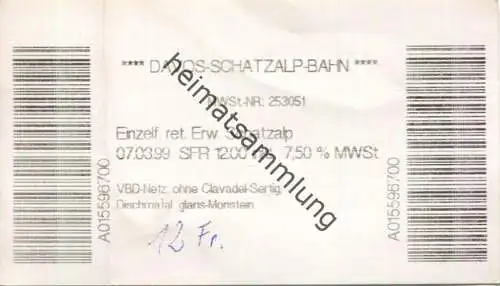 **** DAVOS-SCHATZALP-BAHN ****
MWSt-NR: 253051
Einzelf. ret. Erw. Schatzalp
07.03.99 SFR 12.00 7,50 % MWSt
VBD-Netz, ohne Clavadel-Sertig,
Dischmatal, glaris-Monstein
12 Fr.
A015596700
A015596700
heimatsammlung